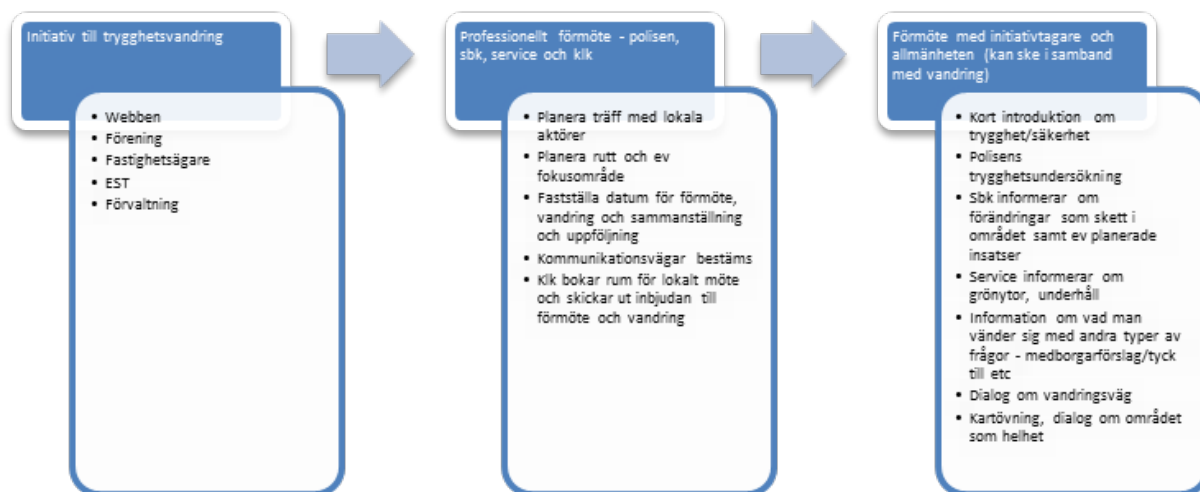 Initiativ till trygghetsvandring
• Webben
• Förening
• Fastighetsägare
• EST
• Förvaltning
Professionellt förmöte - polisen,
sbk, service och klk
• Planera träff med lokala
aktörer
• Planera rutt och ev
fokusområde
• Fastställa datum för förmöte,
vandring och sammanställning
och uppföljning
• Kommunikationsvägar bestäms
• Klk bokar rum för lokalt möte
och skickar ut inbjudan till
förmöte och vandring
Förmöte med initiativtagare och
allmänheten (kan ske i samband
med vandring)
• Kort introduktion om
trygghet/säkerhet
• Polisens
trygghetsundersökning
• Sbk informerar om
förändringar som skett i
området samt ev planerade
insatser
• Service informerar om
grönytor, underhåll
• Information om vad man
vänder sig med andra typer av
frågor - medborgarförslag/tyck
till etc
• Dialog om vandringsväg
• Kartövning, dialog om området
som helhet